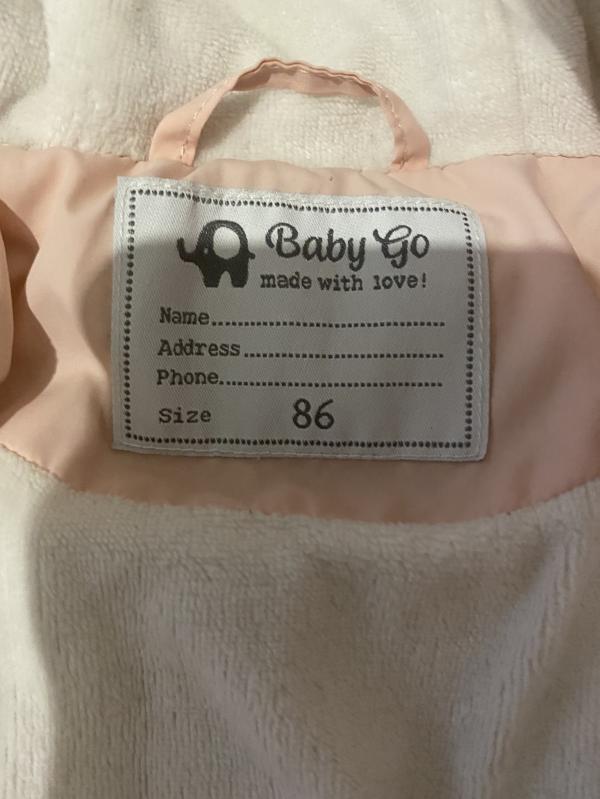 Baby Go
made with love!
Name........................................
Address..................................
Phone......................................
Size 86